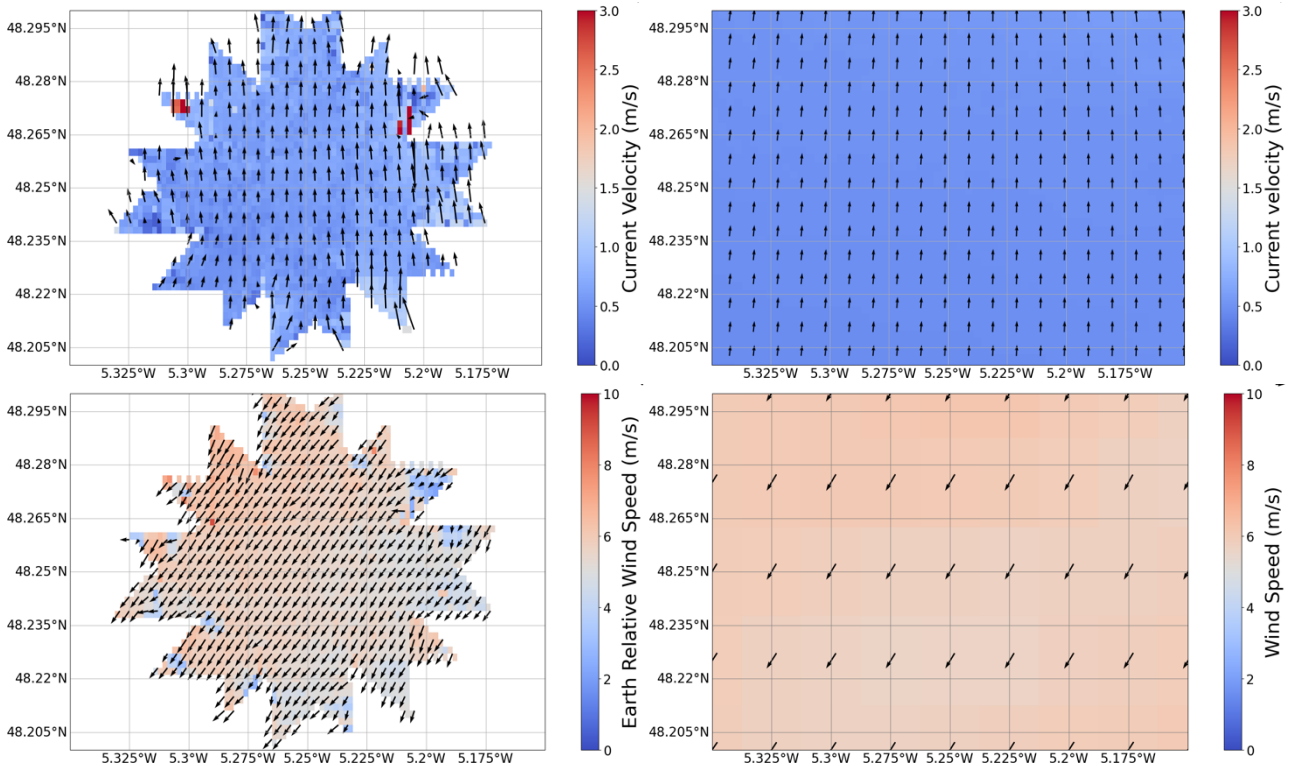 48.295°N
48.28°N
48.265°N
48.25°N
48.235°N
48.22°N
48.205°N
5.325°W 5.3°W 5.275°W 5.25°W 5.225°W 5.2°W 5.175°W
3.0
2.5
2.0
1.5
1.0
0.5
0.0
Current Velocity (m/s)
48.295°N
48.28°N
48.265°N
48.25°N
48.235°N
48.22°N
48.205°N
5.325°W 5.3°W 5.275°W 5.25°W 5.225°W 5.2°W 5.175°W
3.0
2.5
2.0
1.5
1.0
0.5
0.0
Current velocity (m/s)
48.295°N
48.28°N
48.265°N
48.25°N
48.235°N
48.22°N
48.205°N
5.325°W 5.3°W 5.275°W 5.25°W 5.225°W 5.2°W 5.175°W
10
8
6
4
2
0
Earth Relative Wind Speed (m/s)
48.295°N
48.28°N
48.265°N
48.25°N
48.235°N
48.22°N
48.205°N
5.325°W 5.3°W 5.275°W 5.25°W 5.225°W 5.2°W 5.175°W
10
8
6
4
2
0
Wind Speed (m/s)